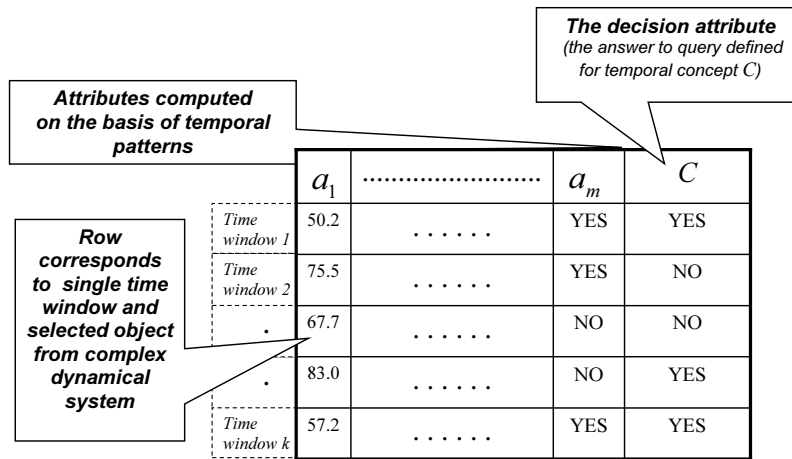 The decision attribute
(the answer to query defined
for temporal concept C)
Attributes computed
on the basis of temporal
patterns
a1 ......................... am C
Row
corresponds
to single time
window and
selected object
from complex
dynamical
system
Time
window 1
50.2 . . . . . . YES YES
Time
window 2
75.5 . . . . . . YES NO
. 67.7 . . . . . . NO NO
. 83.0 . . . . . . NO YES
Time
window k
57.2 . . . . . . YES YES